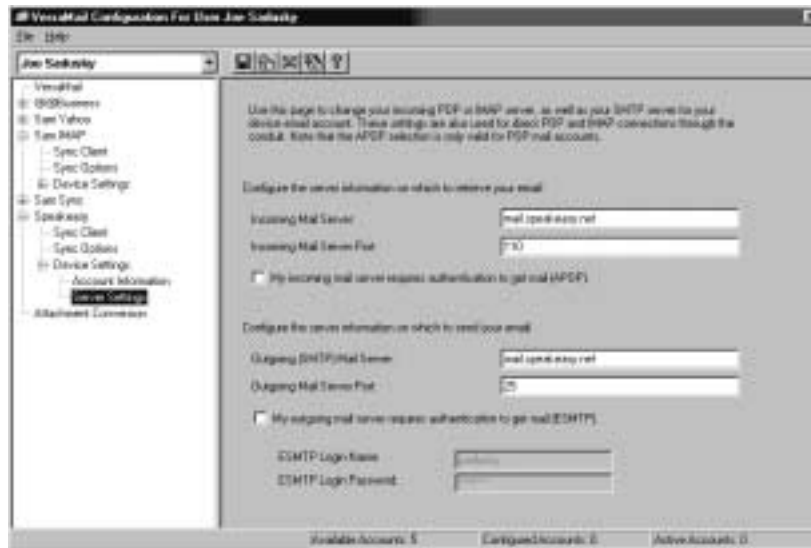 VersaMail Configuration For User Joe Sadusky
File Help
Joe Sadusky
VersaMail
Sam Yahoo
Sam IMAP
Sync Client
Sync Options
Device Settings
Sam Sync
Speakeasy
Sync Client
Sync Options
Device Settings
Account Information
Server Settings
Attachment Conversion
Use this page to change your incoming POP or IMAP server, as well as your SMTP server for your
device email account. These settings are also used for direct POP and IMAP connections through the
conduit. Note that the APOP selection is only valid for POP mail accounts.
Configure the server information on which to retrieve your email:
Incoming Mail Server
mail.speakeasy.net
Incoming Mail Server Port
110
My incoming mail server requires authentication to get mail (APOP)
Configure the server information on which to send your email:
Outgoing (SMTP) Mail Server
mail.speakeasy.net
Outgoing Mail Server Port
25
My outgoing mail server requires authentication to get mail (ESMTP)
ESMTP Login Name
ESMTP Login Password:
Available Accounts: 5 Configured Accounts: 0 Active Accounts: 0